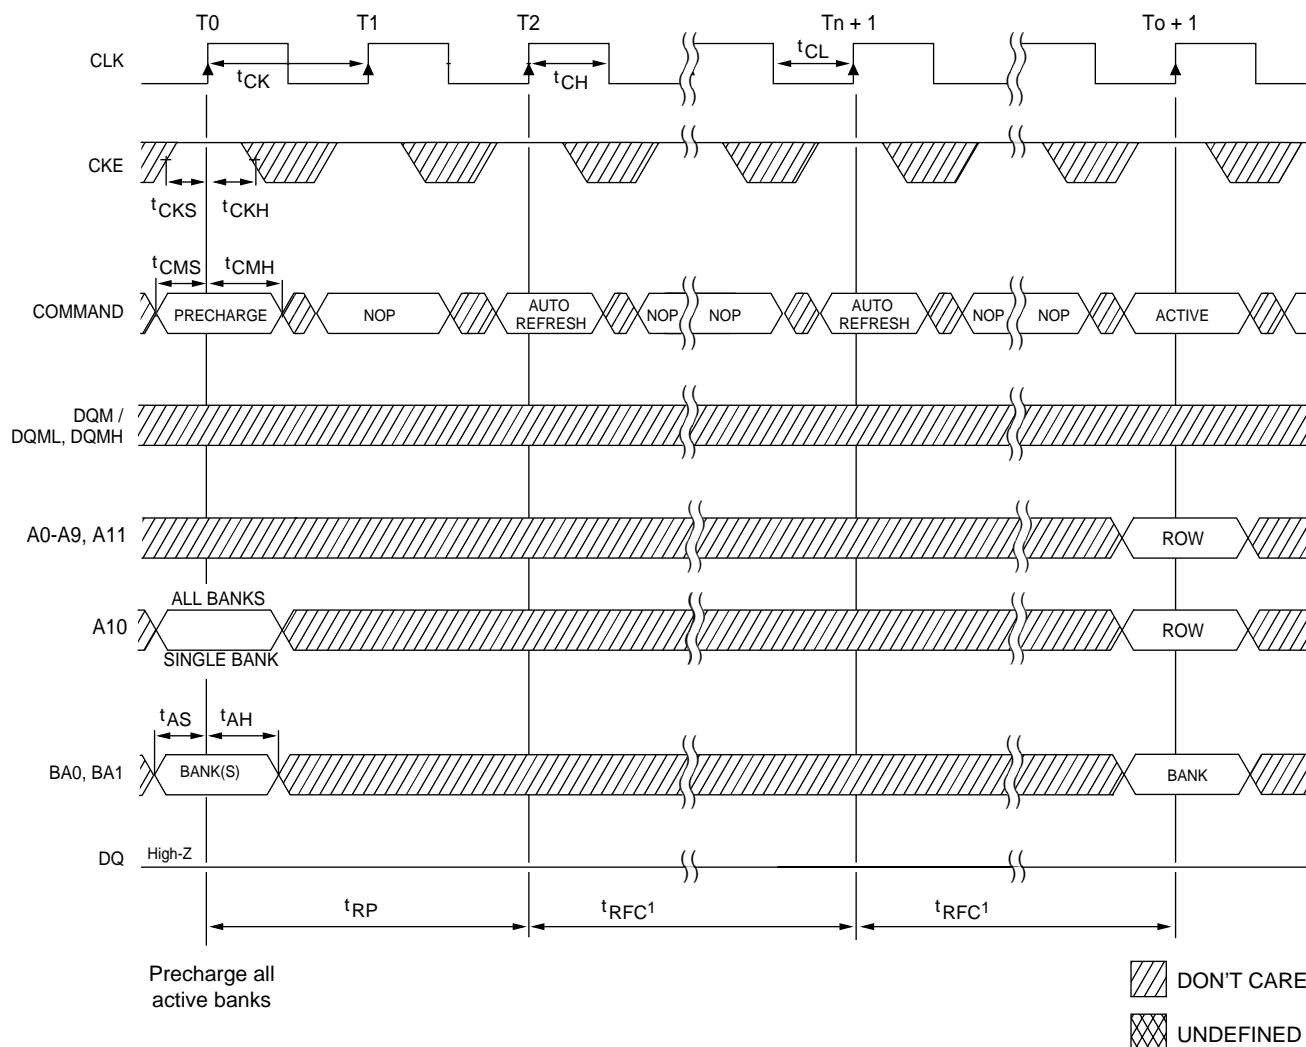 T0 T1 T2 Tn + 1 To + 1
CLK
tCK tCH tCL
CKE
tCKS tCKH
tCMS tCMH
COMMAND PRECHARGE NOP AUTO REFRESH NOP NOP AUTO REFRESH NOP NOP ACTIVE
DQM /
DQML, DQMH
A0-A9, A11 ROW
ALL BANKS
A10 ROW
SINGLE BANK
tAS tAH
BA0, BA1 BANK(S) BANK
DQ High-Z
tRP tRFC1 tRFC1
Precharge all
active banks
DON'T CARE
UNDEFINED